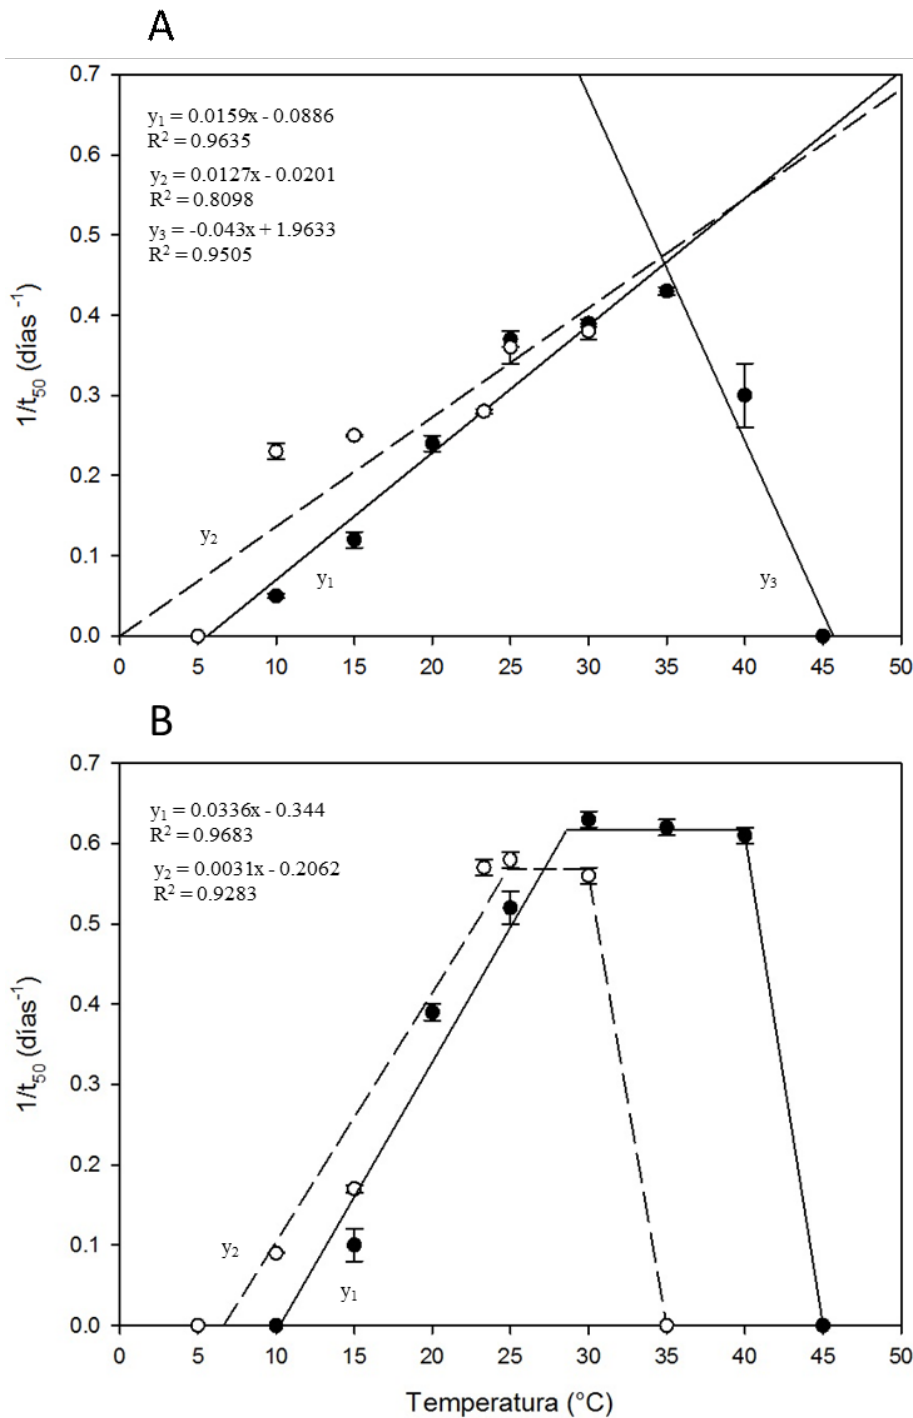 A
y₁ = 0.0159x - 0.0886
R² = 0.9635
y₂ = 0.0127x - 0.0201
R² = 0.8098
y₃ = -0.043x + 1.9633
R² = 0.9505
1/t₅₀ (días ⁻¹)
0.7
0.6
0.5
0.4
0.3
0.2
0.1
0.0
y₂
y₁
y₃
0 5 10 15 20 25 30 35 40 45 50
B
y₁ = 0.0336x - 0.344
R² = 0.9683
y₂ = 0.0031x - 0.2062
R² = 0.9283
1/t₅₀ (días⁻¹)
0.7
0.6
0.5
0.4
0.3
0.2
0.1
0.0
y₂
y₁
0 5 10 15 20 25 30 35 40 45 50
Temperatura (°C)